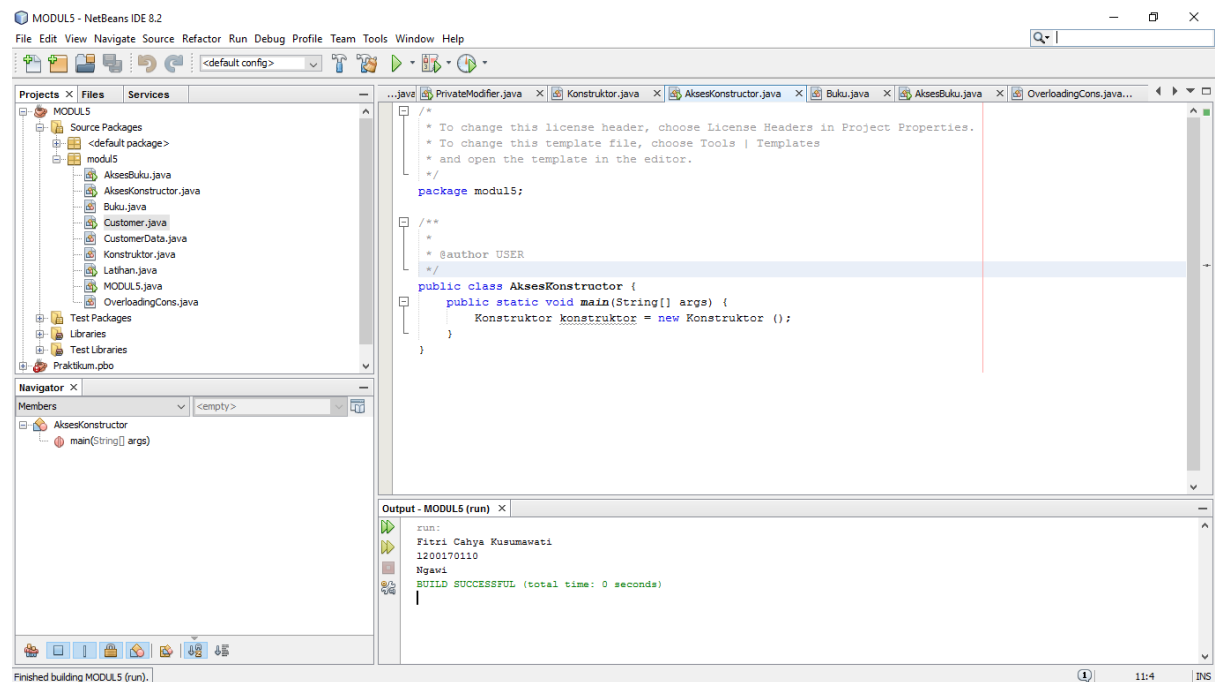 MODUL5 - NetBeans IDE 8.2
File Edit View Navigate Source Refactor Run Debug Profile Team Tools Window Help
<default config>
Projects
Files
Services
MODUL5
Source Packages
<default package>
modul5
AksesBuku.java
AksesKonstructor.java
Buku.java
Customer.java
CustomerData.java
Konstruktor.java
Latihan.java
MODUL5.java
OverloadingCons.java
Test Packages
Libraries
Test Libraries
Praktikum.pbo
Navigator
Members
<empty>
AksesKonstructor
main(String[] args)
...java PrivateModifier.java Konstruktor.java AksesKonstructor.java Buku.java AksesBuku.java OverloadingCons.java...
/*
* To change this license header, choose License Headers in Project Properties.
* To change this template file, choose Tools | Templates
* and open the template in the editor.
*/
package modul5;
/**
*
* @author USER
*/
public class AksesKonstructor {
public static void main(String[] args) {
Konstruktor konstruktor = new Konstruktor ();
}
}
Output - MODUL5 (run)
run:
Fitri Cahya Kusumawati
l200170110
Ngawi
BUILD SUCCESSFUL (total time: 0 seconds)
Finished building MODUL5 (run).
1
11:4
INS